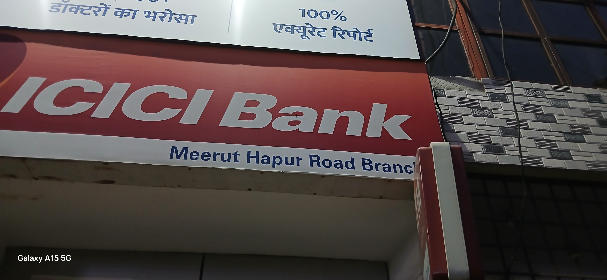 डॉक्टरों का भरोसा
100%
एक्यूरेट रिपोर्ट
ICICI Bank
Meerut Hapur Road Branch
Galaxy A15 5G